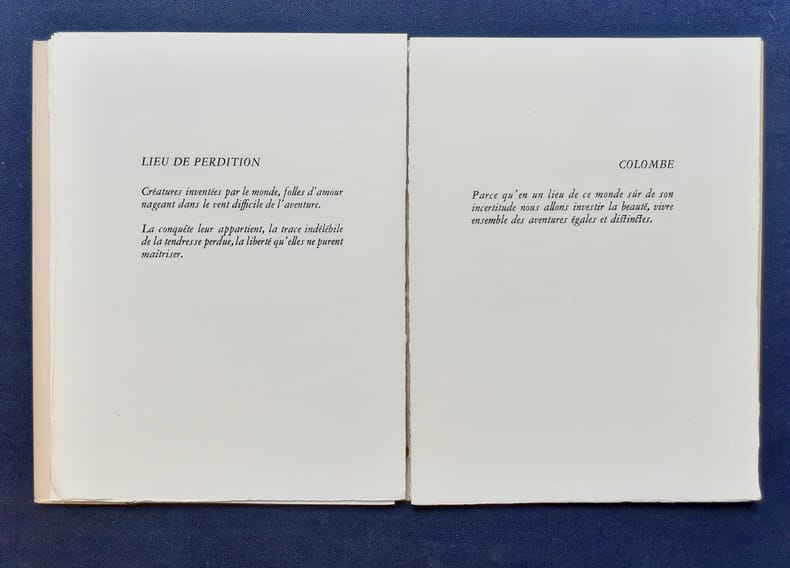 LIEU DE PERDITION
Créatures inventées par le monde, folles d'amour
nageant dans le vent difficile de l'aventure.
La conquête leur appartient, la trace indélébile
de la tendresse perdue, la liberté qu'elles ne purent
maîtriser.
COLOMBE
Parce qu'en un lieu de ce monde sûr de son
incertitude nous allons investir la beauté, vivre
ensemble des aventures égales et distinctes.